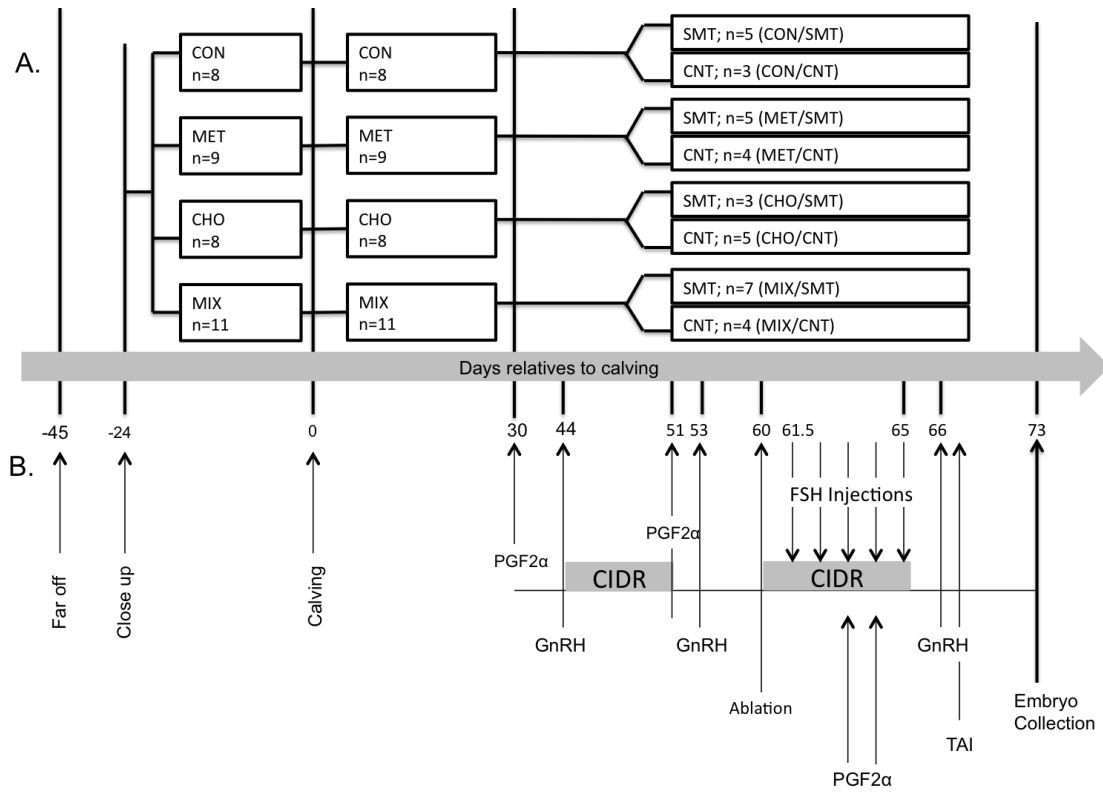 A.
CON
n=8
CON
n=8
SMT; n=5 (CON/SMT)
CNT; n=3 (CON/CNT)
MET
n=9
MET
n=9
SMT; n=5 (MET/SMT)
CNT; n=4 (MET/CNT)
CHO
n=8
CHO
n=8
SMT; n=3 (CHO/SMT)
CNT; n=5 (CHO/CNT)
MIX
n=11
MIX
n=11
SMT; n=7 (MIX/SMT)
CNT; n=4 (MIX/CNT)
Days relatives to calving
-45 -24 0 30 44 51 53 60 61.5 65 66 73
B.
FSH Injections
PGF2α
PGF2α
Far off
Close up
Calving
CIDR
CIDR
GnRH
GnRH
GnRH
Ablation
Embryo
Collection
TAI
PGF2α